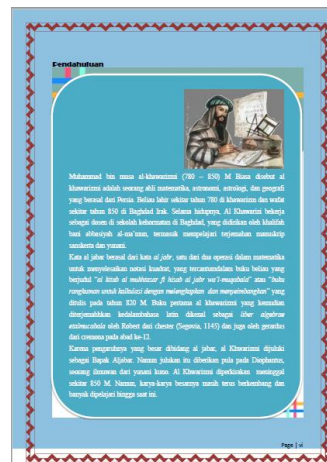 Pendahuluan
Muhammad bin musa al-khawarizmi (780 – 850) M Biasa disebut al
khawarizmi adalah seorang ahli matematika, astronomi, astrologi, dan geografi
yang berasal dari Persia. Beliau lahir sekitar tahun 780 di khawarizm dan wafat
sekitar tahun 850 di Baghdad Irak. Selama hidupnya, Al Khawarizi bekerja
sebagai dosen di sekolah kehormatan di Baghdad, yang didirikan oleh khalifah
bani abbasiyah al-ma'mun, termasuk mempelajari terjemahan manuskrip
sanskerta dan yunani.
Kata al jabar berasal dari kata al jabr, satu dari dua operasi dalam matematika
untuk menyelesaikan notasi kuadrat, yang tercantum dalam buku beliau yang
berjudul "al kitab al mukhtasar fi hisab al jabr wa'l-muqabala" atau "buku
rangkuman untuk kalkulasi dengan melengkapkan dan menyeimbangkan" yang
ditulis pada tahun 820 M. Buku pertama al khawarizmi yang kemudian
diterjemahkan kedalambahasa latin dikenal sebagai liber algebrae
etalmucabala oleh Robert dari chester (Segovia, 1145) dan juga oleh gerardus
dari cremona pada abad ke-12.
Karena pengaruhnya yang besar dibidang al jabar, al Khwarizmi dijuluki
sebagai Bapak Aljabar. Namun julukan itu diberikan pula pada Diophantus,
seorang ilmuwan dari yunani kuno. Al Khwarizmi diperkirakan meninggal
sekitar 850 M. Namun, karya-karya besarnya masih terus berkembang dan
banyak dipelajari hingga saat ini.
Page | vi